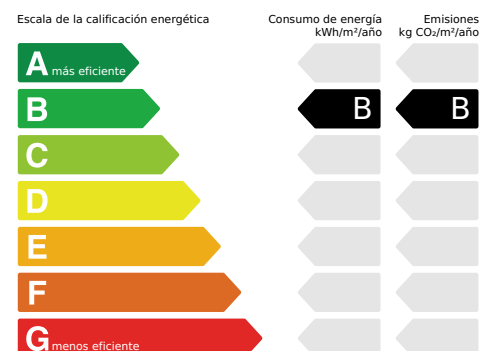 Escala de la calificación energética
Consumo de energía
kWh/m²/año
Emisiones
kg CO₂/m²/año
A más eficiente
B
B
B
C
D
E
F
G menos eficiente